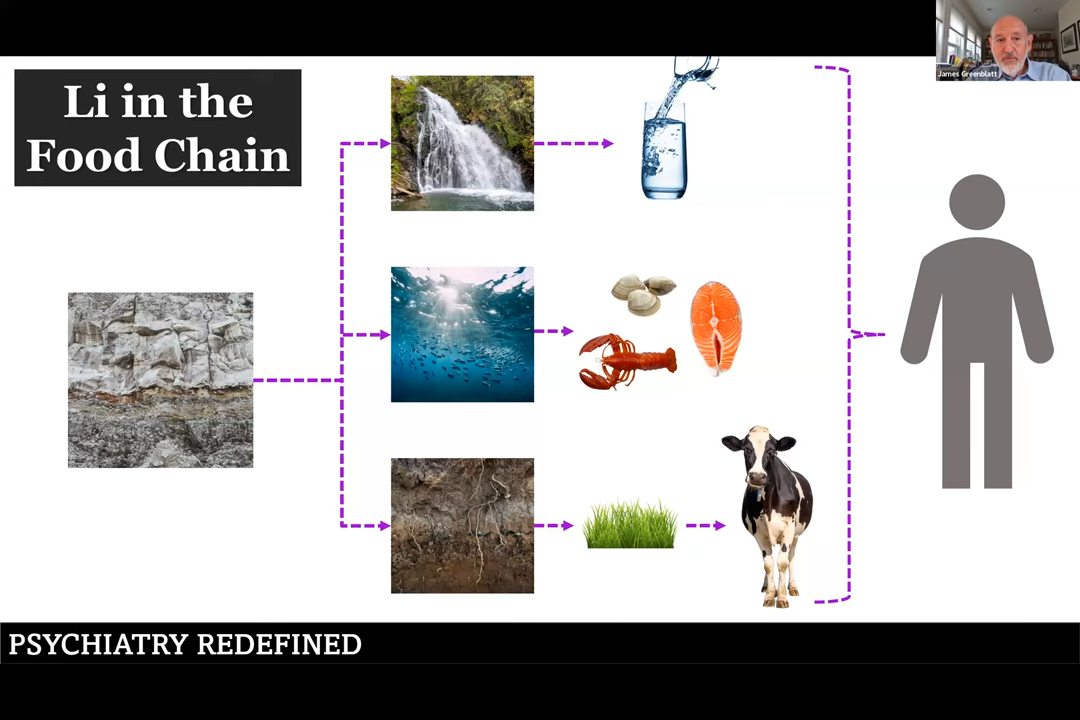 Li in the
Food Chain
James Greenblatt
PSYCHIATRY REDEFINED